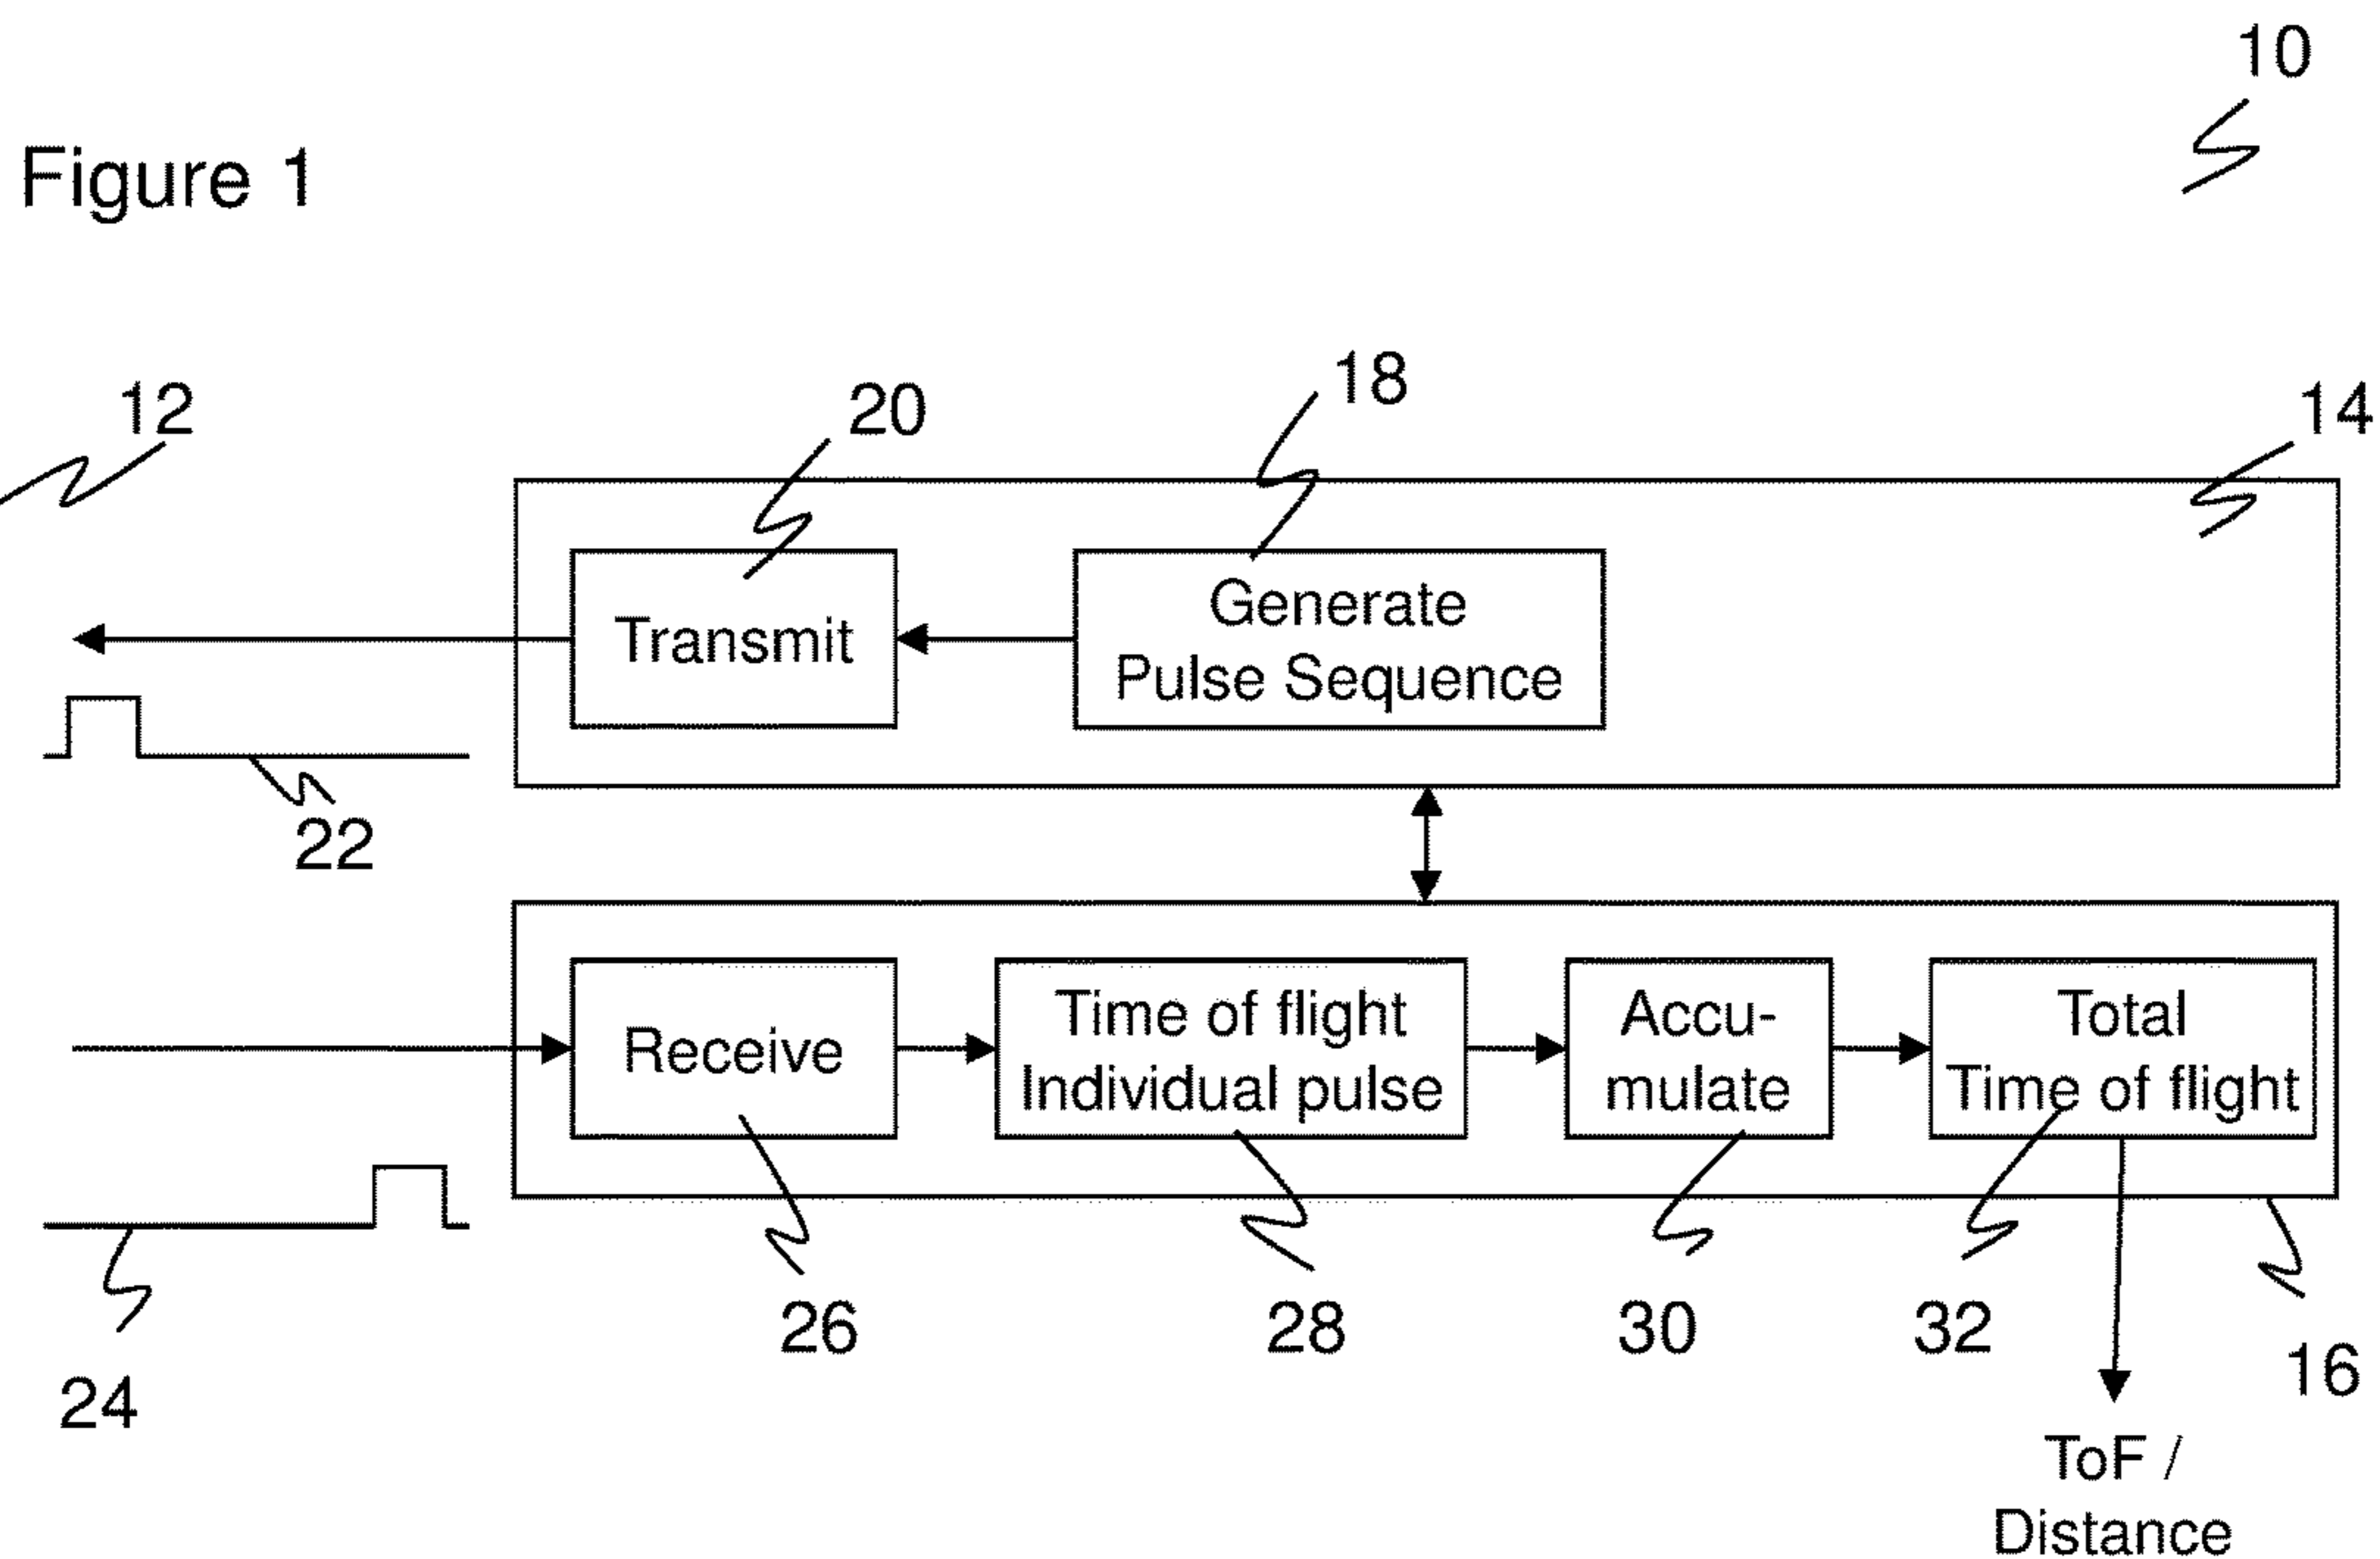 10
Figure 1
12
20
18
14
Transmit
Generate
Pulse Sequence
22
Receive
Time of flight
Individual pulse
Accu-
mulate
Total
Time of flight
26
28
30
32
16
24
ToF /
Distance